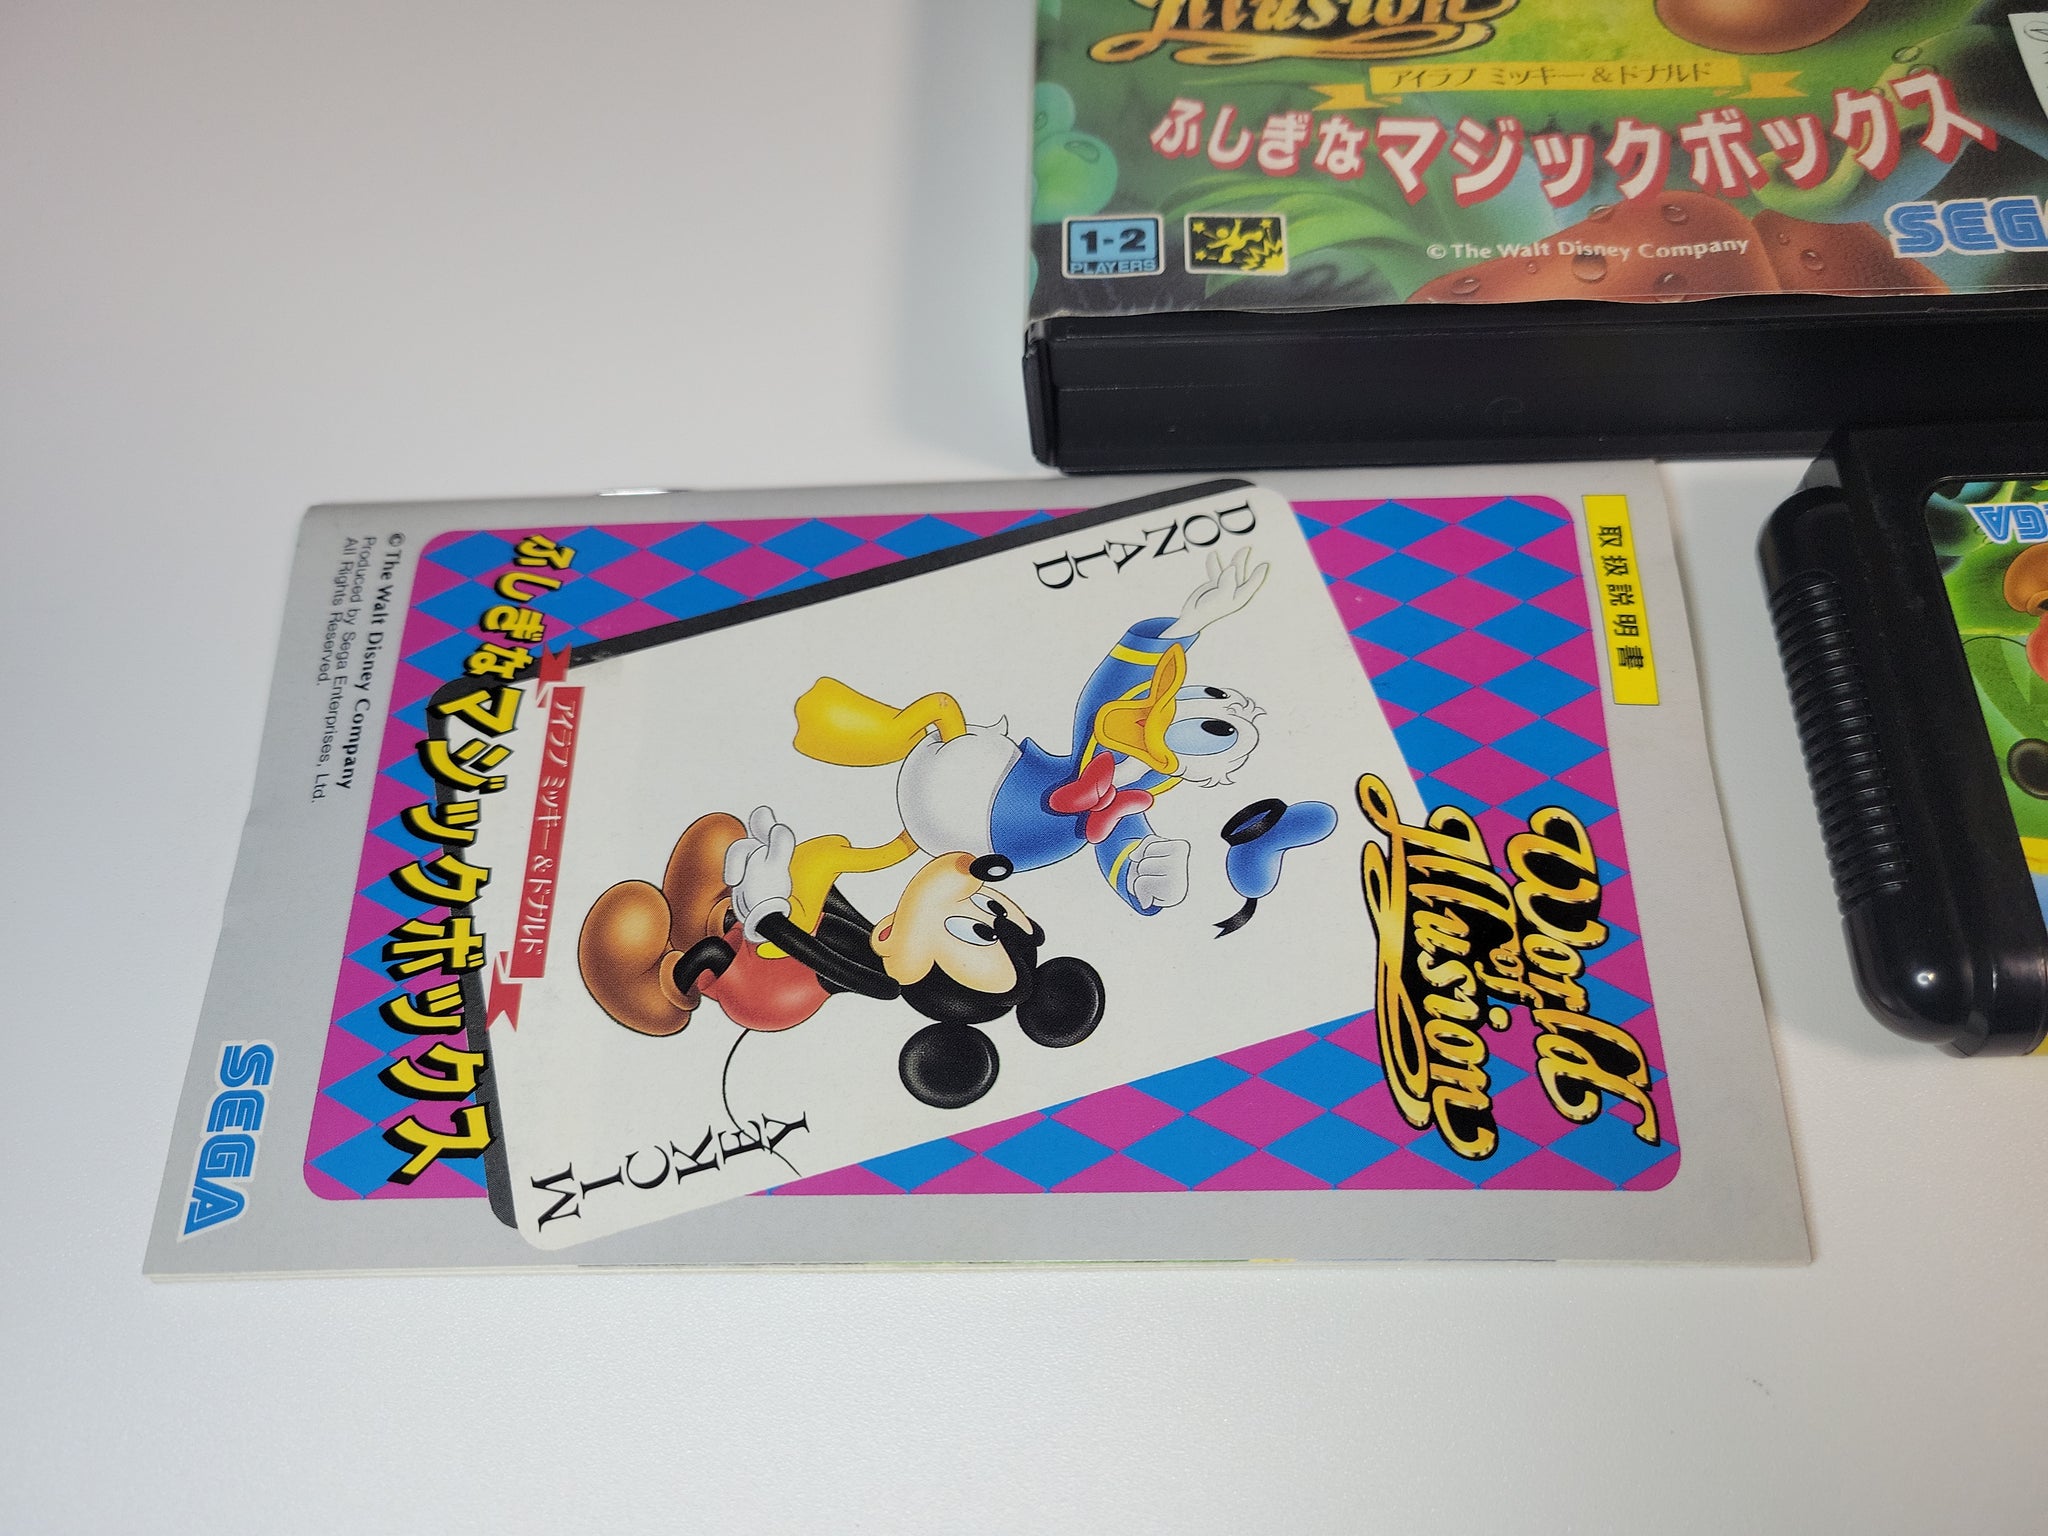 Illusion
アイラブ ミッキー&ドナルド
ふしぎなマジックボックス
1-2
PLAYERS
© The Walt Disney Company
SEGA
取扱説明書
World
of
Illusion
DONALD
MICKEY
アイラブ ミッキー&ドナルド
ふしぎなマジックボックス
© The Walt Disney Company
Produced by Sega Enterprises, Ltd.
All Rights Reserved.
SEGA
SEGA